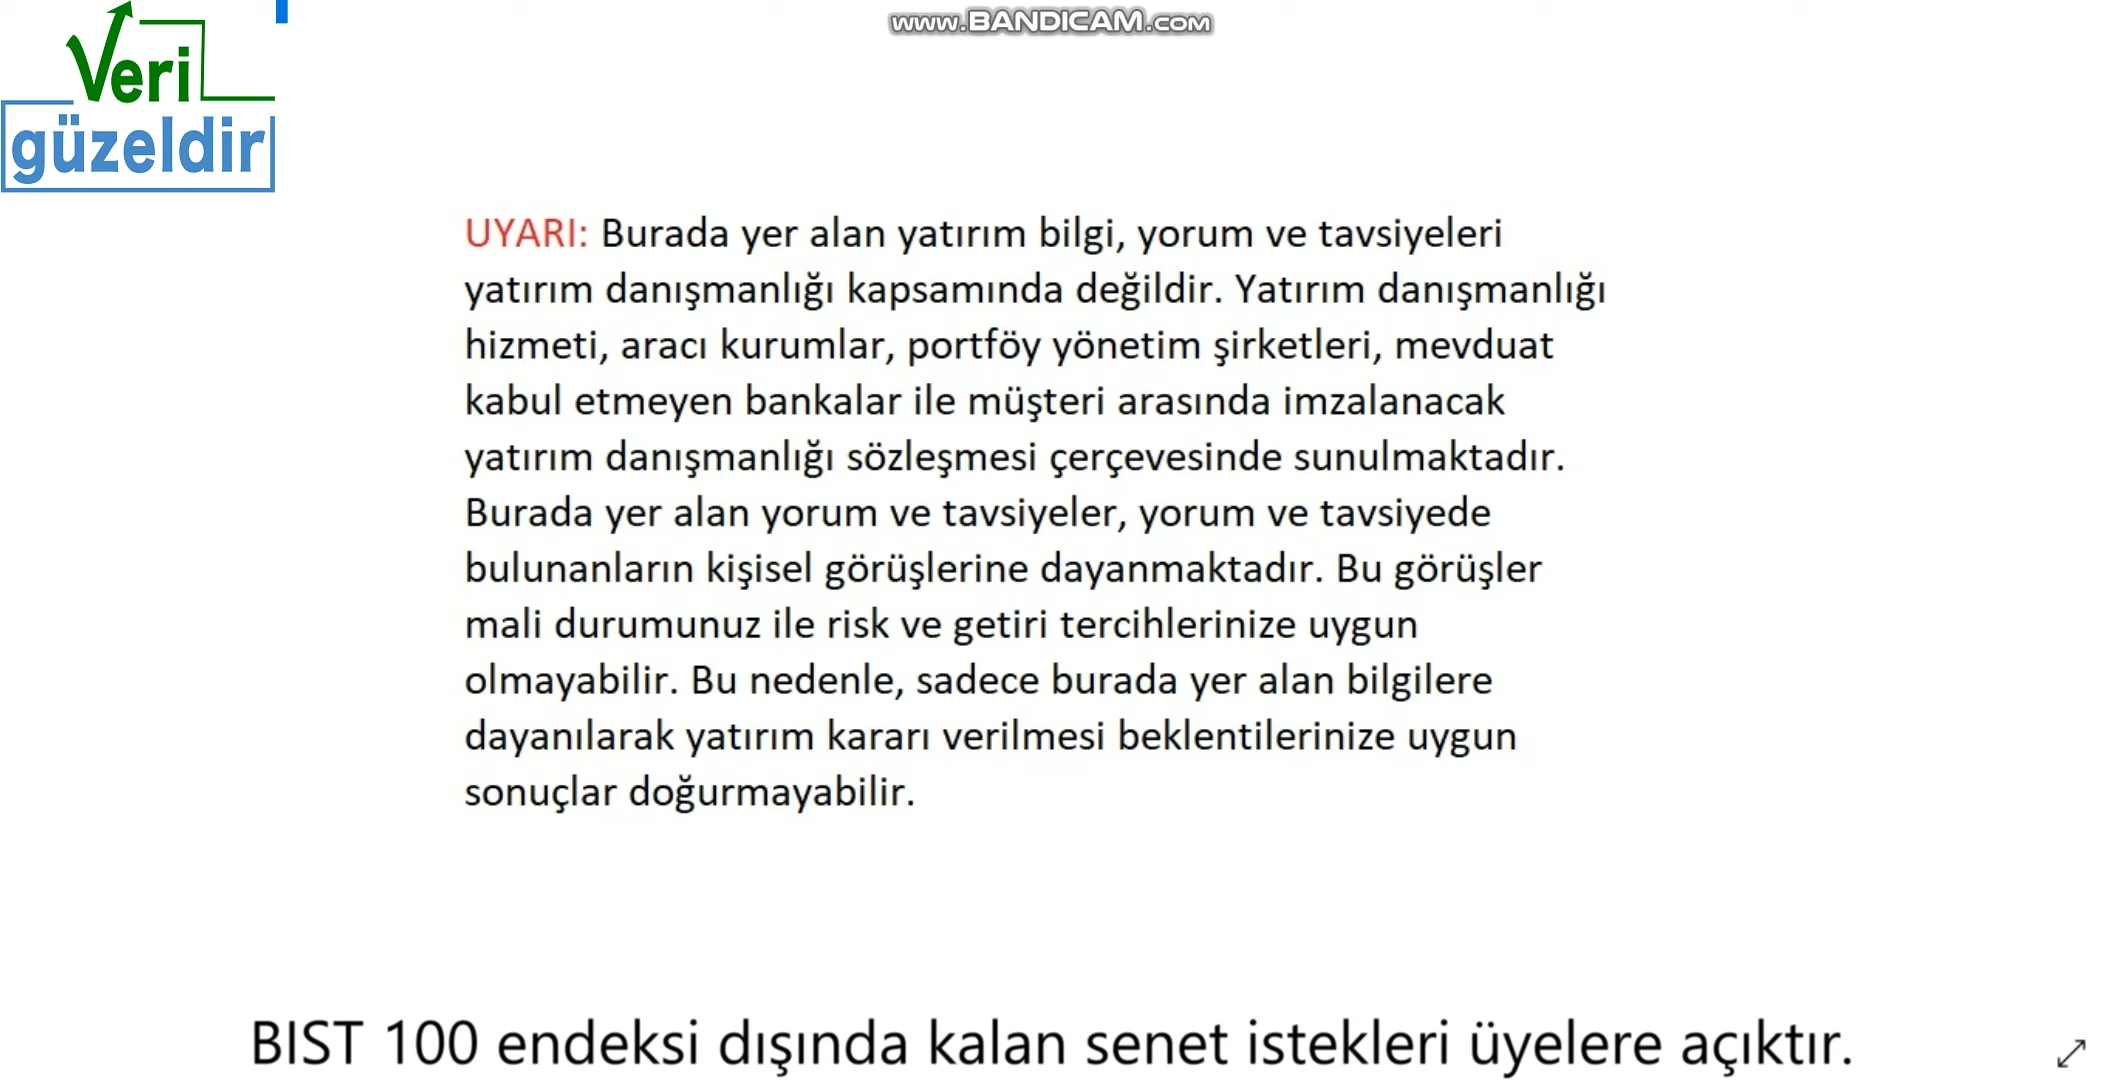 www.BANDICAM.com
Veri
güzeldir
UYARI: Burada yer alan yatırım bilgi, yorum ve tavsiyeleri
yatırım danışmanlığı kapsamında değildir. Yatırım danışmanlığı
hizmeti, aracı kurumlar, portföy yönetim şirketleri, mevduat
kabul etmeyen bankalar ile müşteri arasında imzalanacak
yatırım danışmanlığı sözleşmesi çerçevesinde sunulmaktadır.
Burada yer alan yorum ve tavsiyeler, yorum ve tavsiyede
bulunanların kişisel görüşlerine dayanmaktadır. Bu görüşler
mali durumunuz ile risk ve getiri tercihlerinize uygun
olmayabilir. Bu nedenle, sadece burada yer alan bilgilere
dayanılarak yatırım kararı verilmesi beklentilerinize uygun
sonuçlar doğurmayabilir.
BIST 100 endeksi dışında kalan senet istekleri üyelere açıktır.